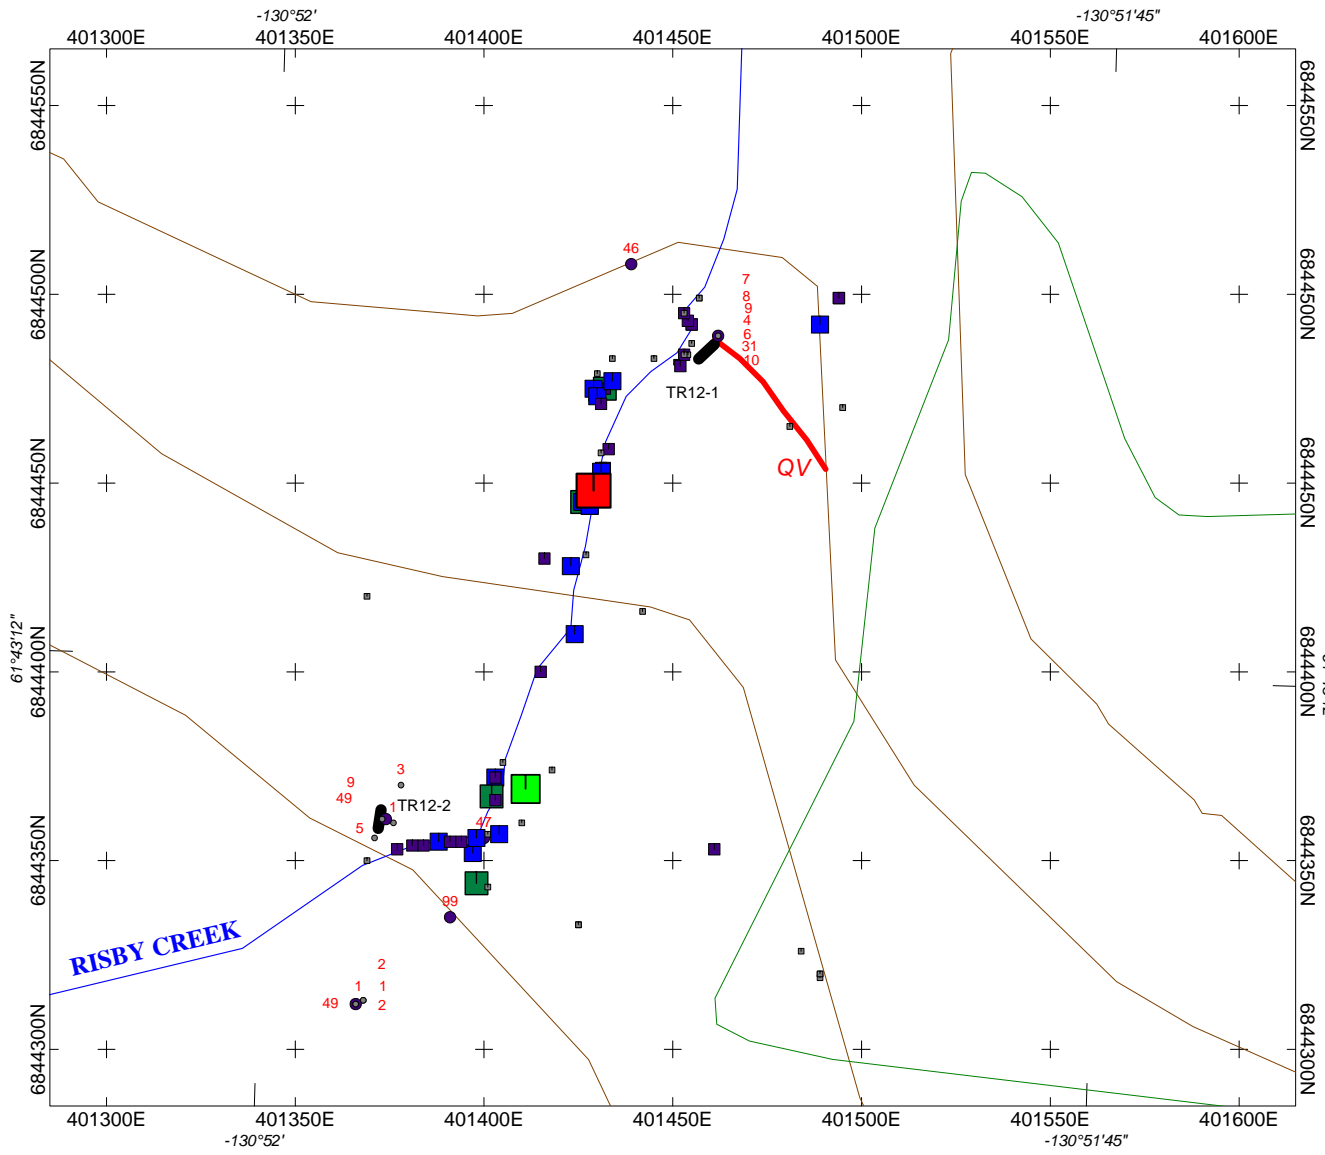 -130°52' -130°51'45"
401300E 401350E 401400E 401450E 401500E 401550E 401600E
6844550N 6844550N
46
7
6844500N 6844500N
8
9
4
6
31
10
TR12-1
QV
6844450N 6844450N
61°43'12"
6844400N 6844400N
3
9
49 TR12-2
1
5 47
6844350N 6844350N
99
RISBY CREEK
2
1 1
49 2
6844300N 6844300N
401300E 401350E 401400E 401450E 401500E 401550E 401600E
-130°52' -130°51'45"